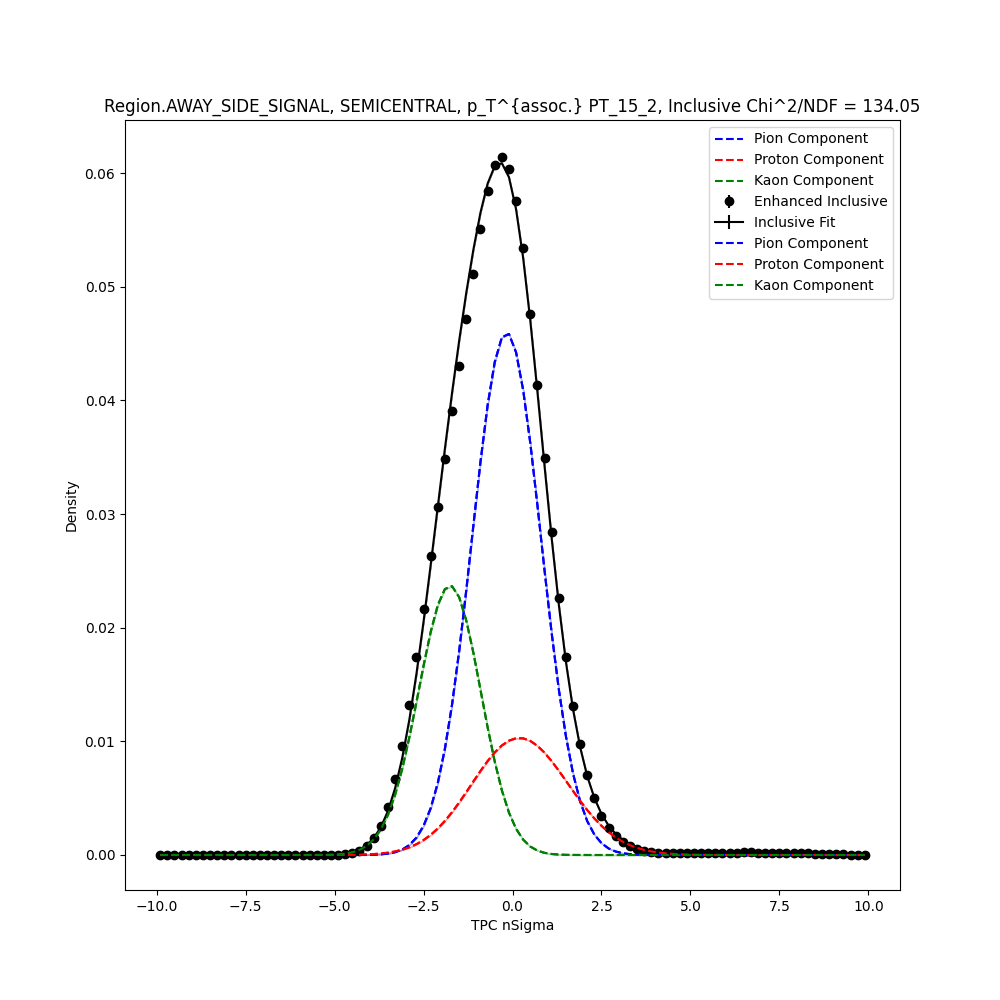 Region.AWAY_SIDE_SIGNAL, SEMICENTRAL, p_T^{assoc.} PT_15_2, Inclusive Chi^2/NDF = 134.05
Pion Component
Proton Component
Kaon Component
Enhanced Inclusive
Inclusive Fit
Pion Component
Proton Component
Kaon Component
0.06
0.05
0.04
0.03
0.02
0.01
0.00
Density
−10.0 −7.5 −5.0 −2.5 0.0 2.5 5.0 7.5 10.0
TPC nSigma